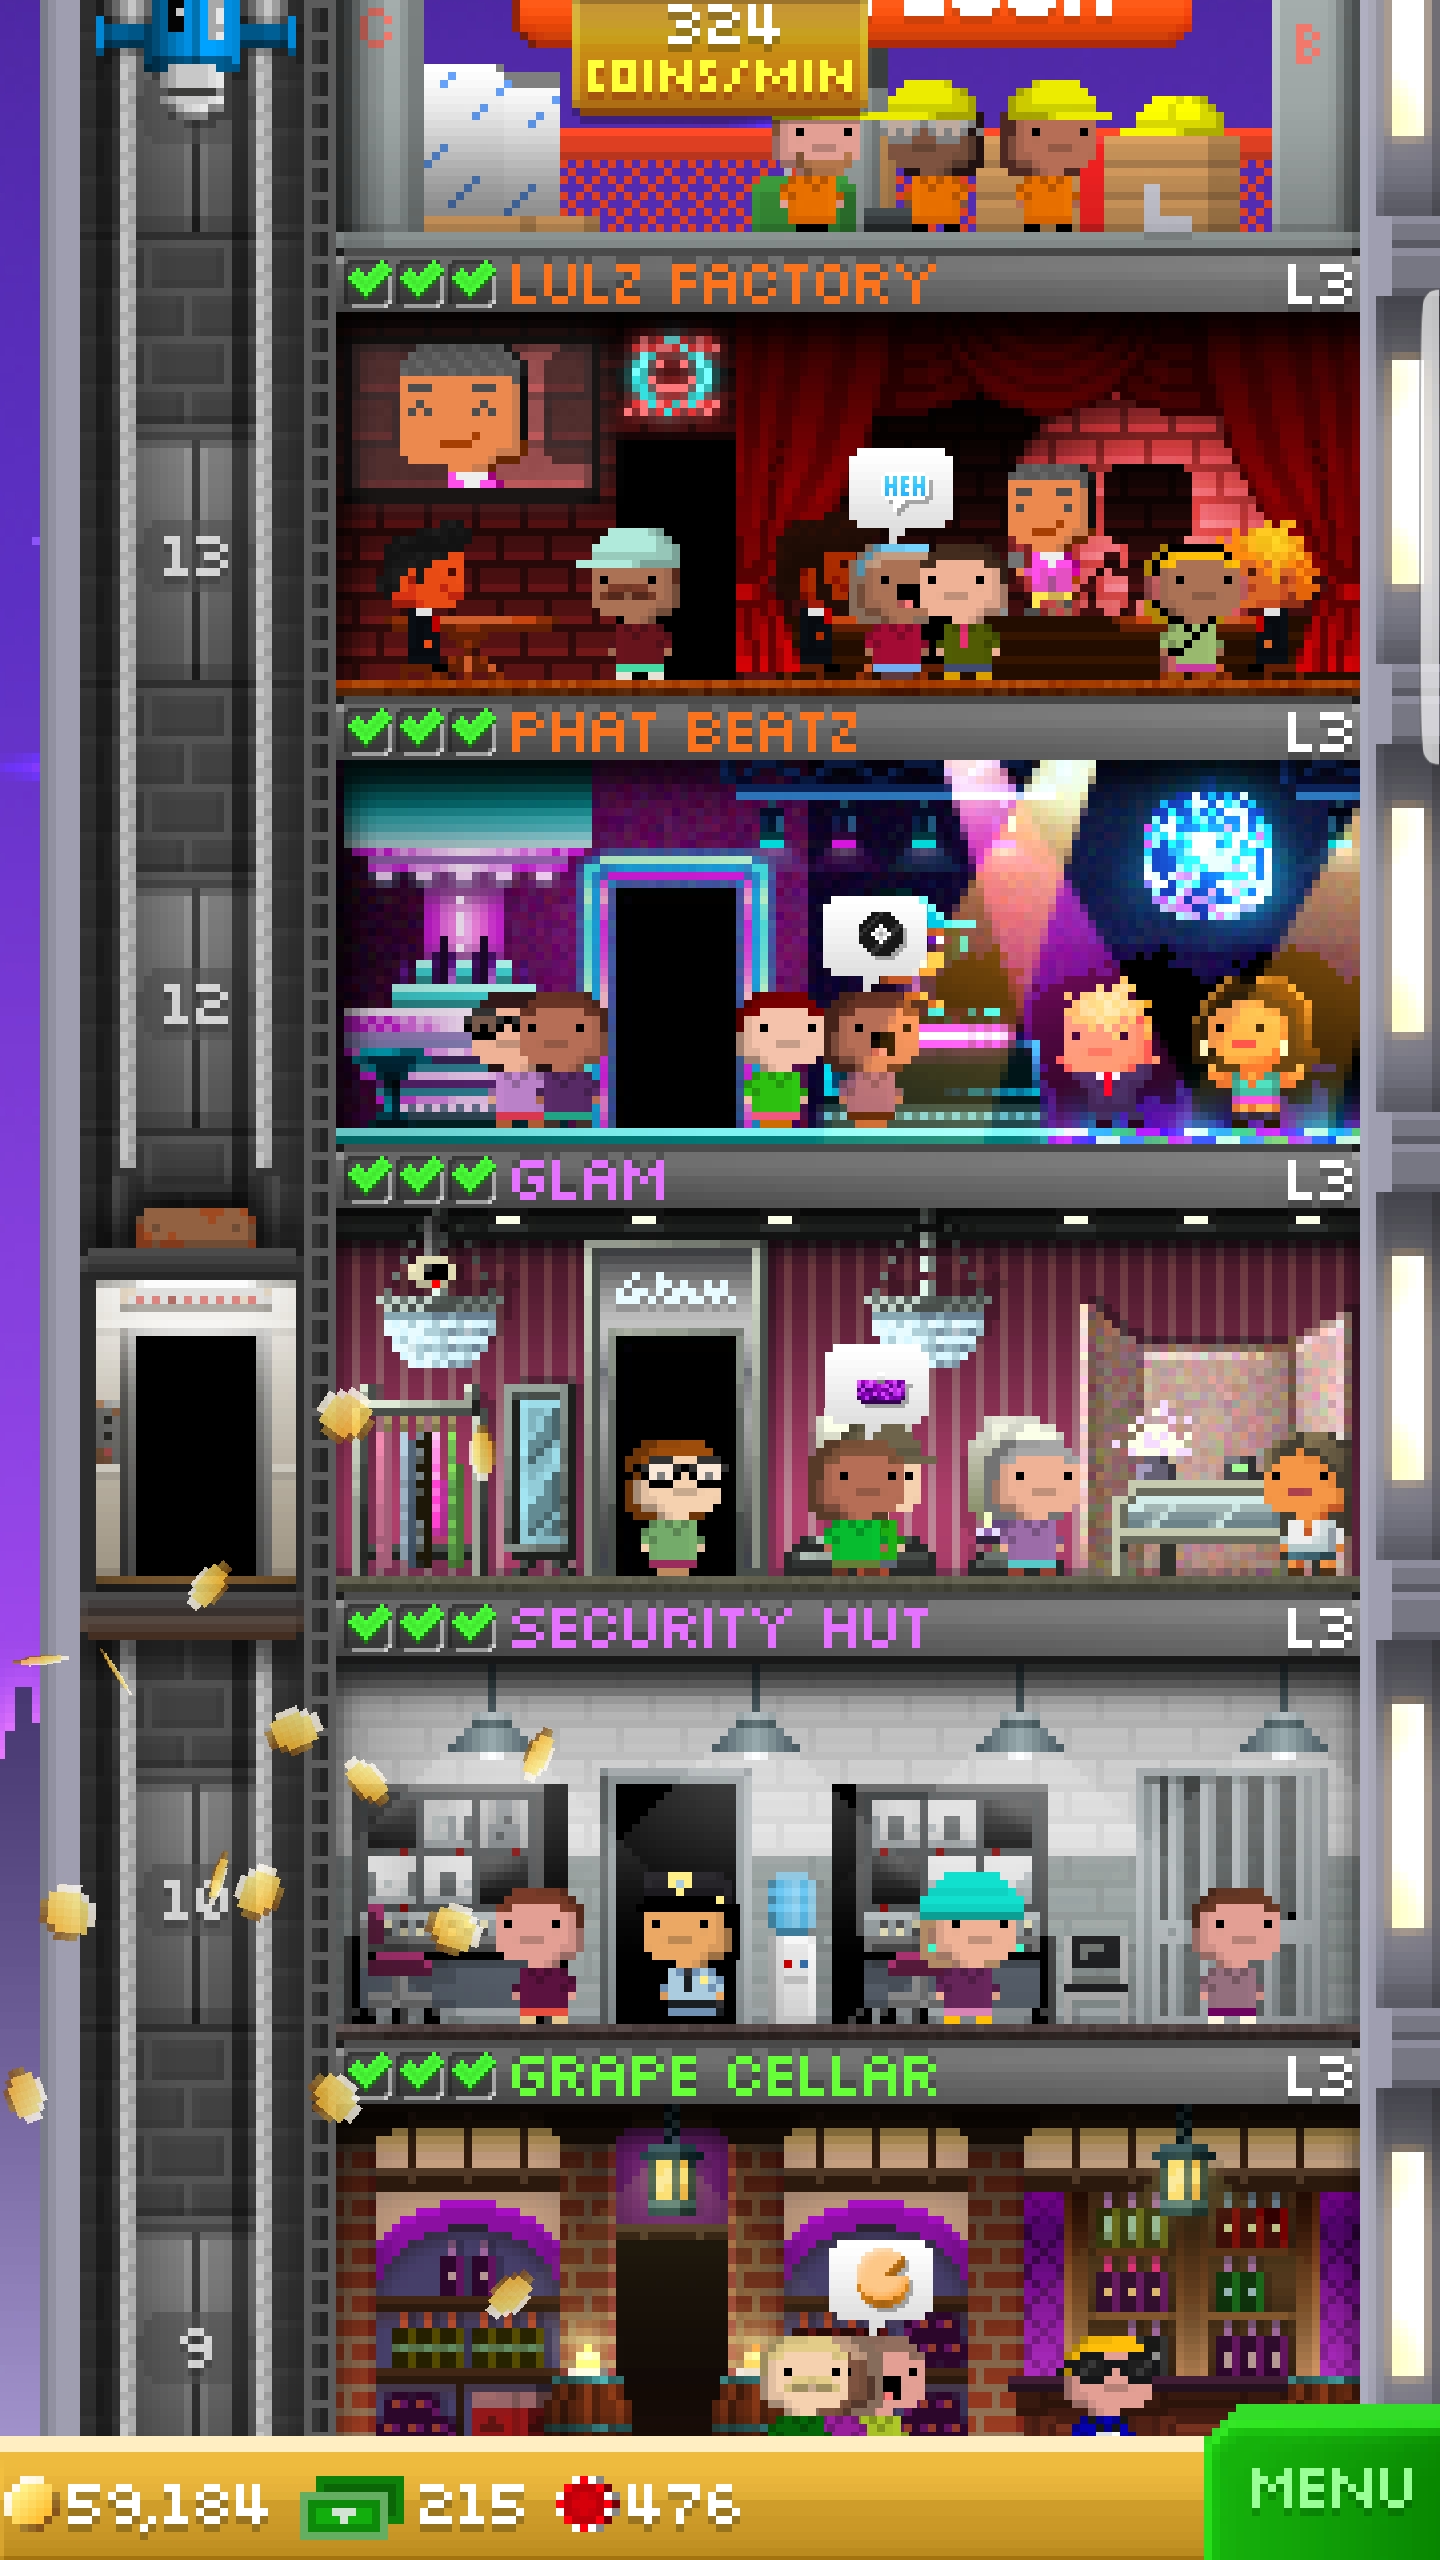 C
B
324
COINS/MIN
LULZ FACTORY
L3
HEH
13
PHAT BEATZ
L3
12
GLAM
L3
Glam
SECURITY HUT
L3
10
GRAPE CELLAR
L3
9
59,184
215
476
MENU